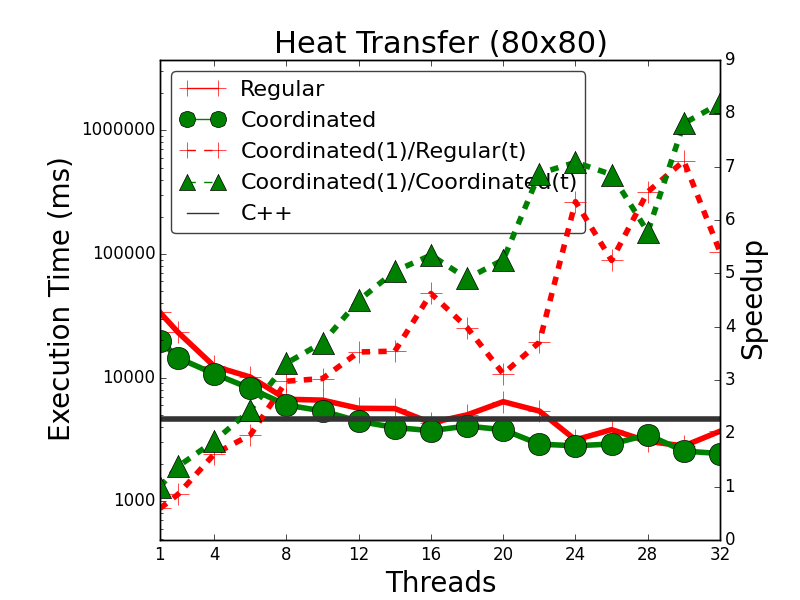 Heat Transfer (80x80)
Regular
Coordinated
Coordinated(1)/Regular(t)
Coordinated(1)/Coordinated(t)
C++
Execution Time (ms)
1000000
100000
10000
1000
9
8
7
6
5
4
3
2
1
0
Speedup
1 4 8 12 16 20 24 28 32
Threads